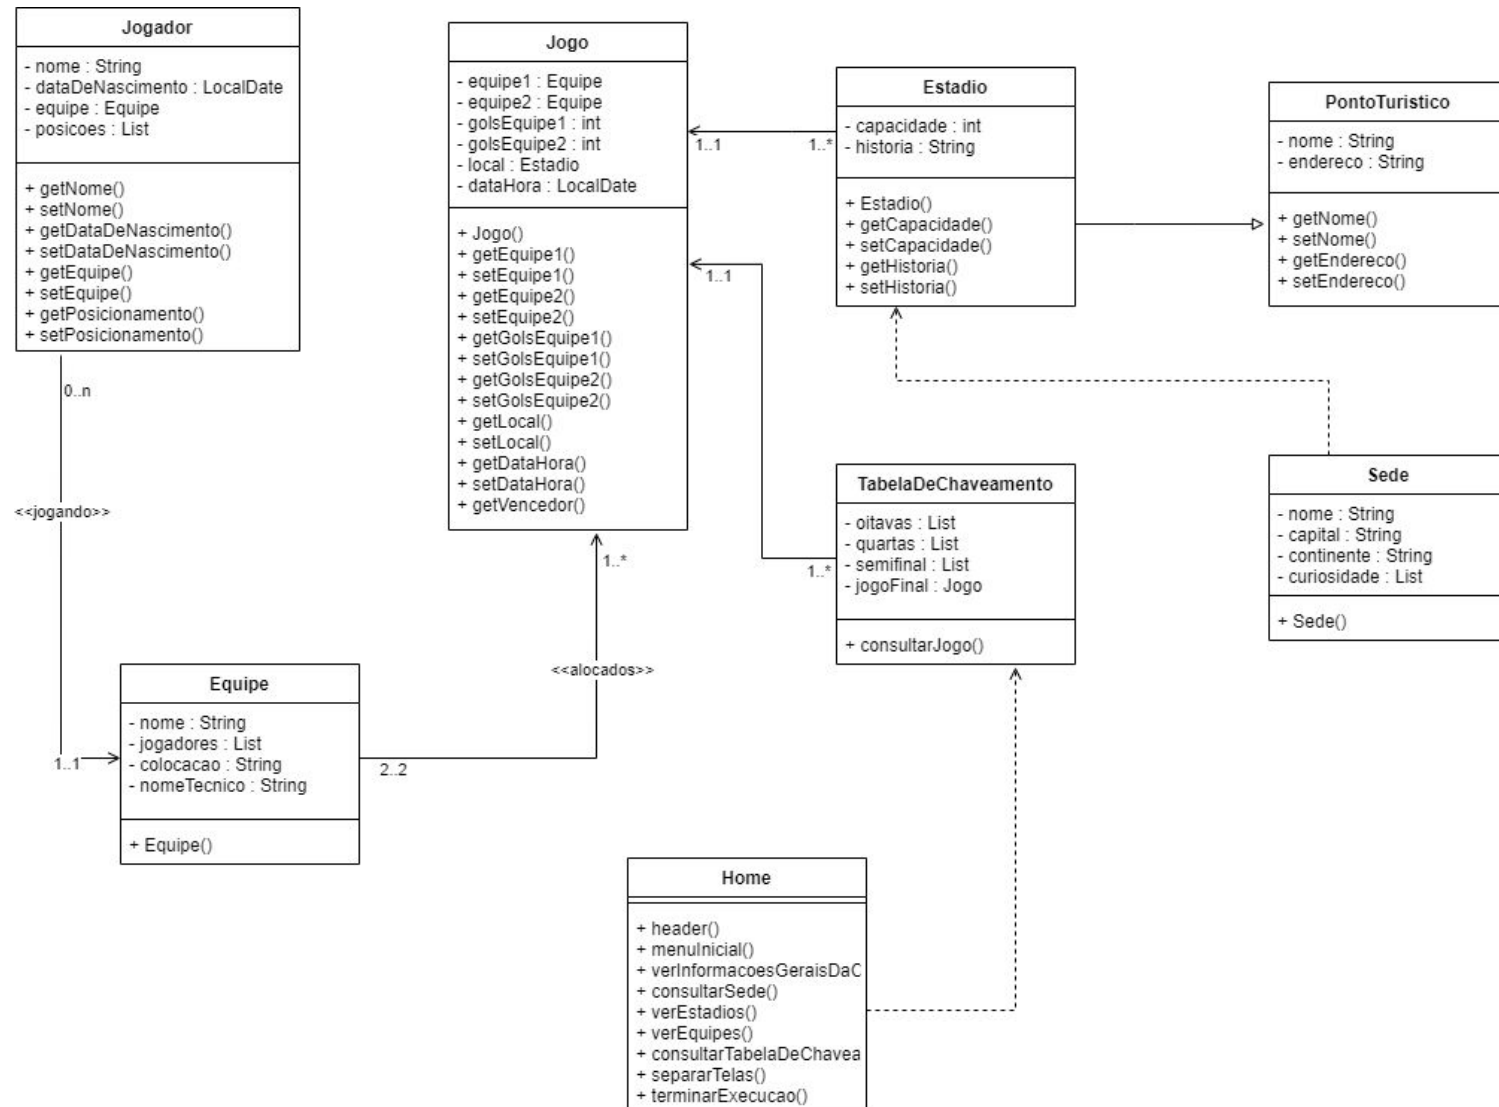 Jogador
- nome : String
- dataDeNascimento : LocalDate
- equipe : Equipe
- posicoes : List
+ getNome()
+ setNome()
+ getDataDeNascimento()
+ setDataDeNascimento()
+ getEquipe()
+ setEquipe()
+ getPosicionamento()
+ setPosicionamento()
0..n
<<jogando>>
1..1
Equipe
- nome : String
- jogadores : List
- colocacao : String
- nomeTecnico : String
+ Equipe()
2..2
<<alocados>>
1..*
Jogo
- equipe1 : Equipe
- equipe2 : Equipe
- golsEquipe1 : int
- golsEquipe2 : int
- local : Estadio
- dataHora : LocalDate
+ Jogo()
+ getEquipe1()
+ setEquipe1()
+ getEquipe2()
+ setEquipe2()
+ getGolsEquipe1()
+ setGolsEquipe1()
+ getGolsEquipe2()
+ setGolsEquipe2()
+ getLocal()
+ setLocal()
+ getDataHora()
+ setDataHora()
+ getVencedor()
1..1
1..*
1..1
1..*
Estadio
- capacidade : int
- historia : String
+ Estadio()
+ getCapacidade()
+ setCapacidade()
+ getHistoria()
+ setHistoria()
PontoTuristico
- nome : String
- endereco : String
+ getNome()
+ setNome()
+ getEndereco()
+ setEndereco()
TabelaDeChaveamento
- oitavas : List
- quartas : List
- semifinal : List
- jogoFinal : Jogo
+ consultarJogo()
Sede
- nome : String
- capital : String
- continente : String
- curiosidade : List
+ Sede()
Home
+ header()
+ menuInicial()
+ verInformacoesGeraisDaC
+ consultarSede()
+ verEstadios()
+ verEquipes()
+ consultarTabelaDeChavea
+ separarTelas()
+ terminarExecucao()